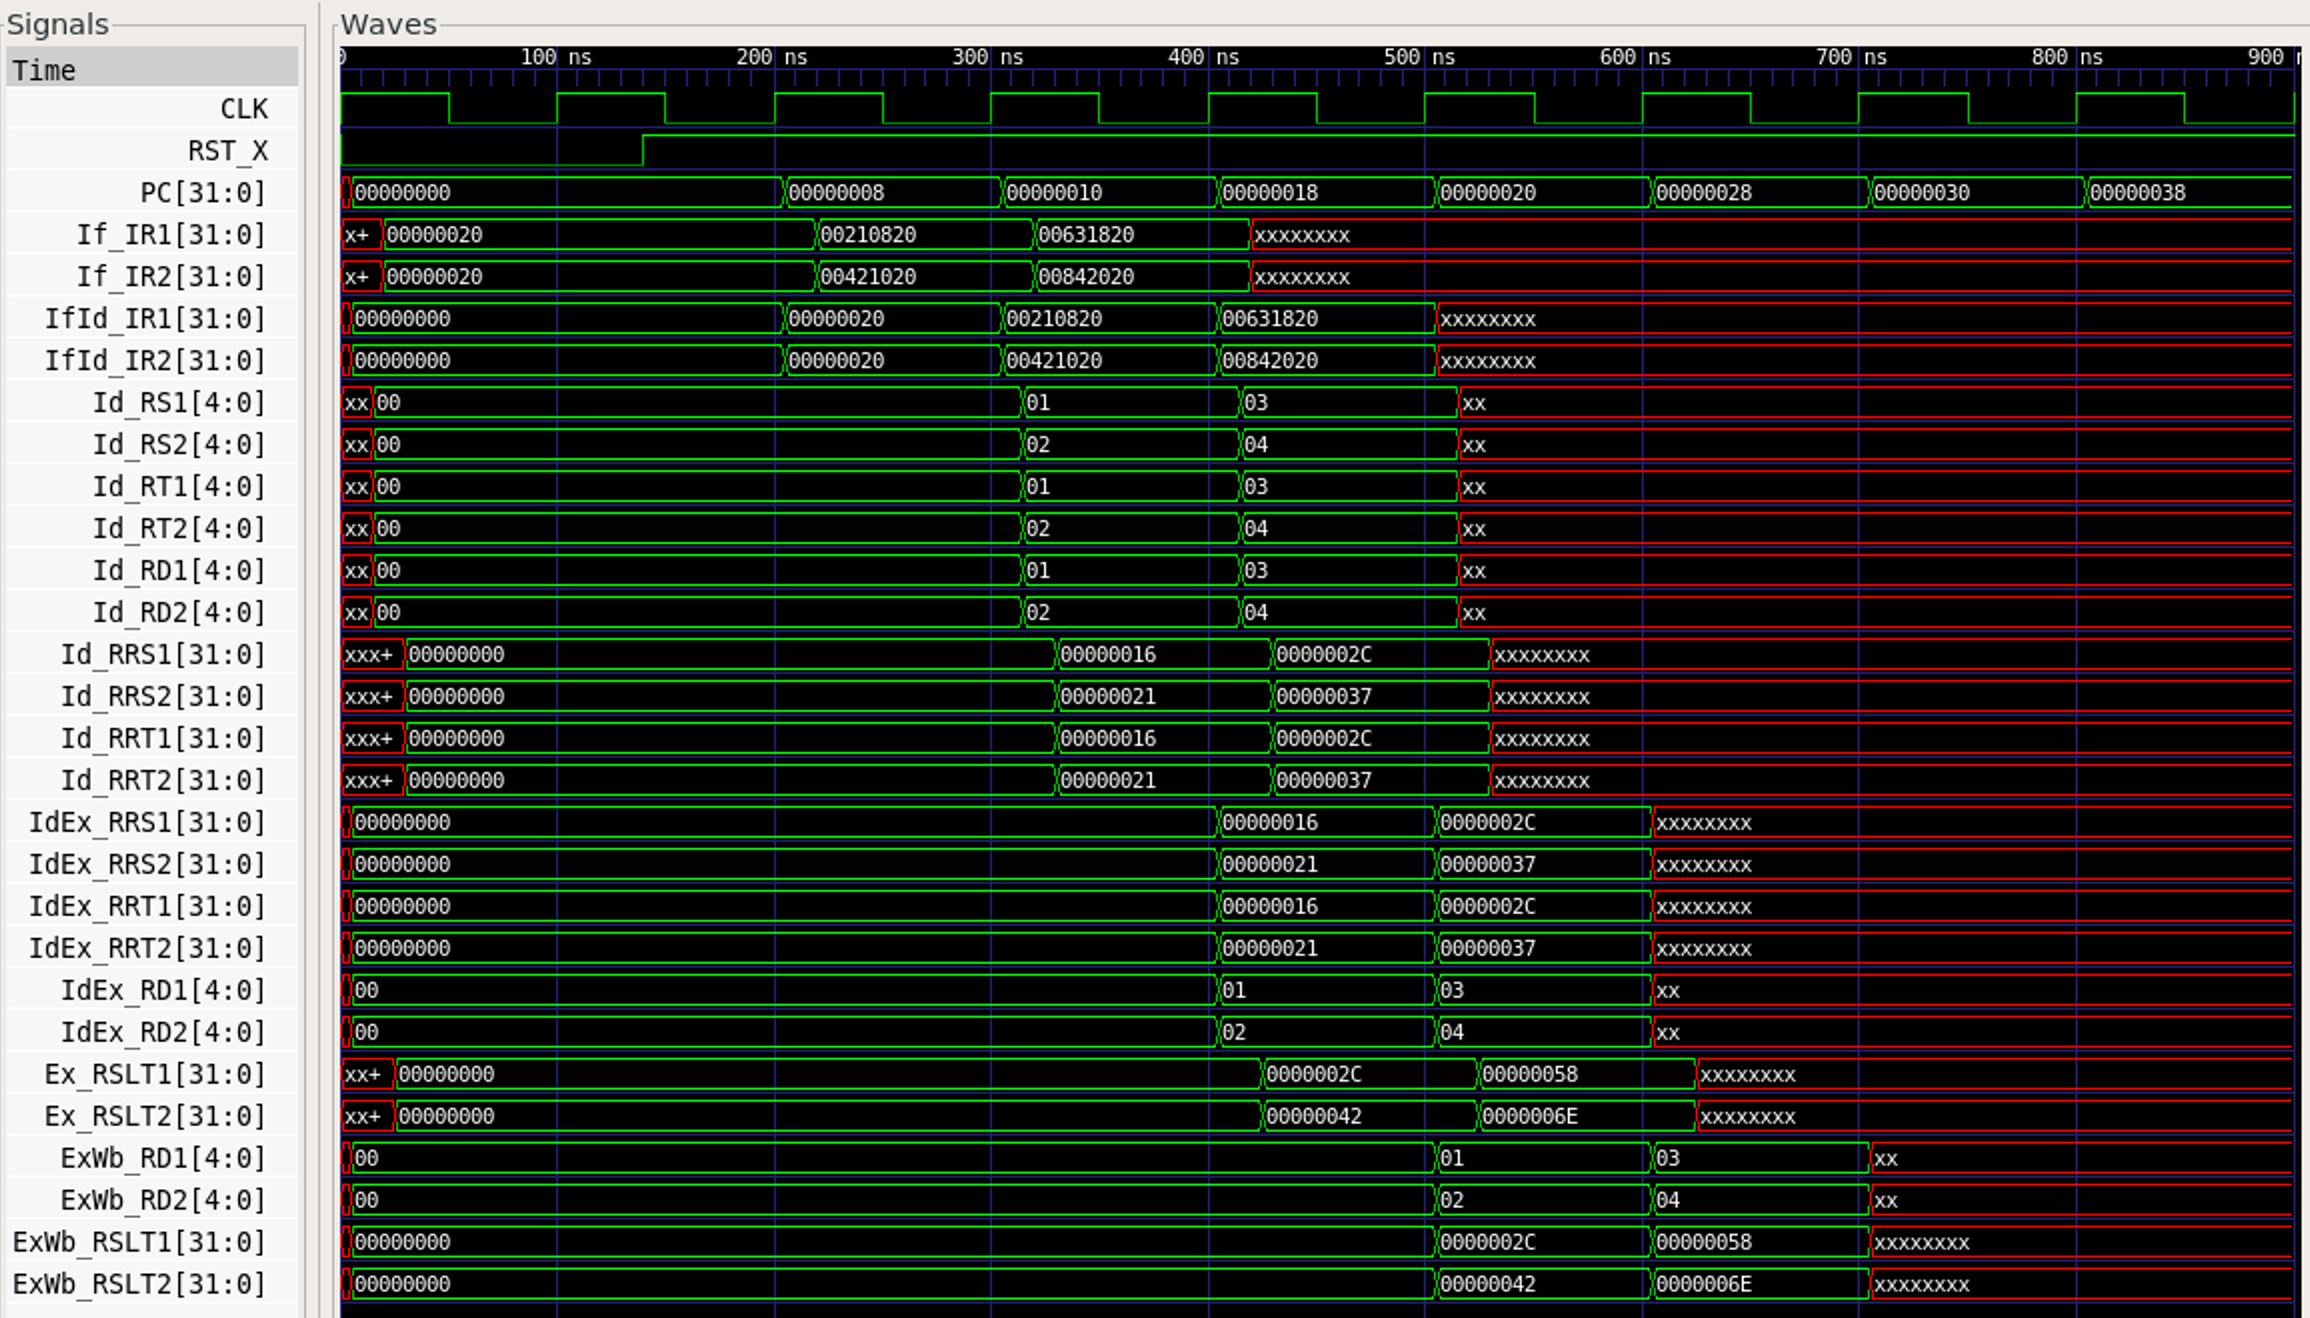 Signals Waves
Time 0 100 ns 200 ns 300 ns 400 ns 500 ns 600 ns 700 ns 800 ns 900
CLK
RST_X
PC[31:0] 00000000 00000008 00000010 00000018 00000020 00000028 00000030 00000038
If_IR1[31:0] x+ 00000020 00210820 00631820 xxxxxxxx
If_IR2[31:0] x+ 00000020 00421020 00842020 xxxxxxxx
IfId_IR1[31:0] 00000000 00000020 00210820 00631820 xxxxxxxx
IfId_IR2[31:0] 00000000 00000020 00421020 00842020 xxxxxxxx
Id_RS1[4:0] xx 00 01 03 xx
Id_RS2[4:0] xx 00 02 04 xx
Id_RT1[4:0] xx 00 01 03 xx
Id_RT2[4:0] xx 00 02 04 xx
Id_RD1[4:0] xx 00 01 03 xx
Id_RD2[4:0] xx 00 02 04 xx
Id_RRS1[31:0] xxx+ 00000000 00000016 0000002C xxxxxxxx
Id_RRS2[31:0] xxx+ 00000000 00000021 00000037 xxxxxxxx
Id_RRT1[31:0] xxx+ 00000000 00000016 0000002C xxxxxxxx
Id_RRT2[31:0] xxx+ 00000000 00000021 00000037 xxxxxxxx
IdEx_RRS1[31:0] 00000000 00000016 0000002C xxxxxxxx
IdEx_RRS2[31:0] 00000000 00000021 00000037 xxxxxxxx
IdEx_RRT1[31:0] 00000000 00000016 0000002C xxxxxxxx
IdEx_RRT2[31:0] 00000000 00000021 00000037 xxxxxxxx
IdEx_RD1[4:0] 00 01 03 xx
IdEx_RD2[4:0] 00 02 04 xx
Ex_RSLT1[31:0] xx+ 00000000 0000002C 00000058 xxxxxxxx
Ex_RSLT2[31:0] xx+ 00000000 00000042 0000006E xxxxxxxx
ExWb_RD1[4:0] 00 01 03 xx
ExWb_RD2[4:0] 00 02 04 xx
ExWb_RSLT1[31:0] 00000000 0000002C 00000058 xxxxxxxx
ExWb_RSLT2[31:0] 00000000 00000042 0000006E xxxxxxxx